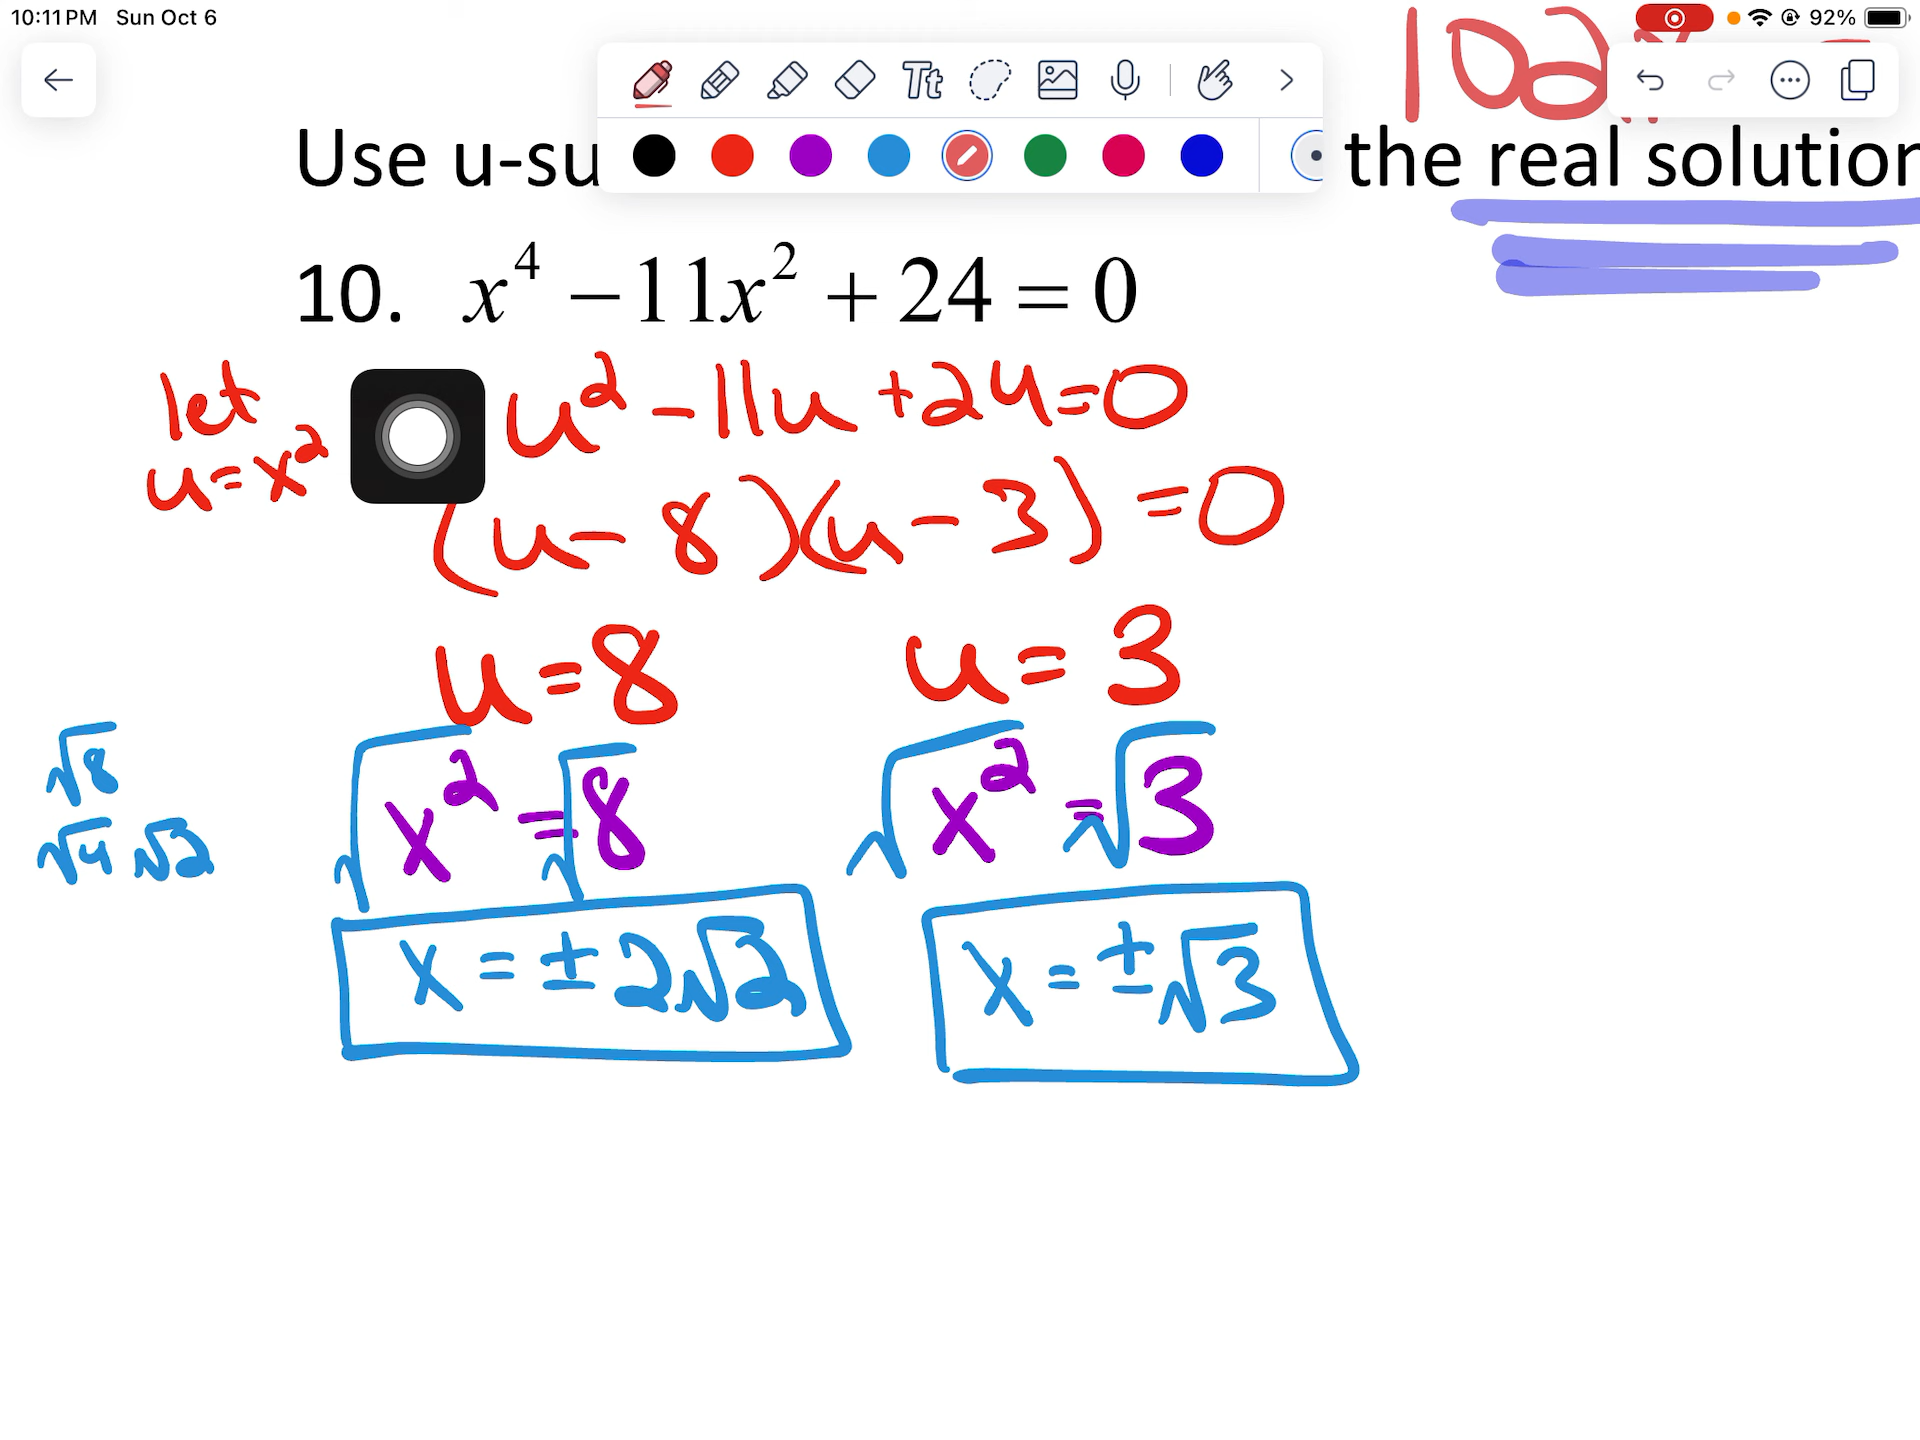 10:11 PM Sun Oct 6
92%
Tt
102
Use u-su the real solution
10. x⁴ − 11x² + 24 = 0
let u² - 11u + 24 = 0
u = x²
(u - 8)(u - 3) = 0
u = 8 u = 3
√8 √x² = √8 √x² = √3
√4 √2
x = ± 2√2 x = ± √3